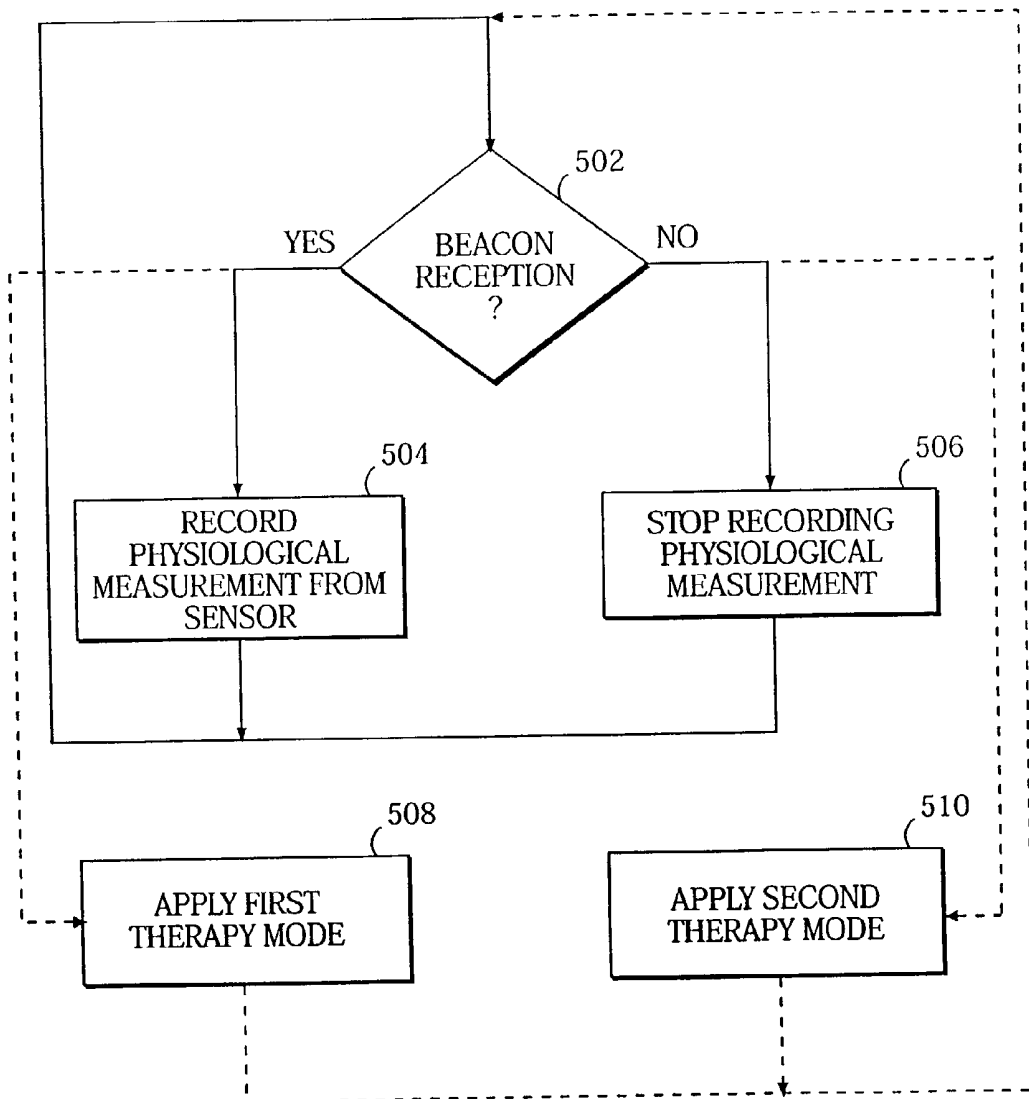 502
YES
BEACON
RECEPTION
?
NO
504
RECORD
PHYSIOLOGICAL
MEASUREMENT FROM
SENSOR
506
STOP RECORDING
PHYSIOLOGICAL
MEASUREMENT
508
APPLY FIRST
THERAPY MODE
510
APPLY SECOND
THERAPY MODE